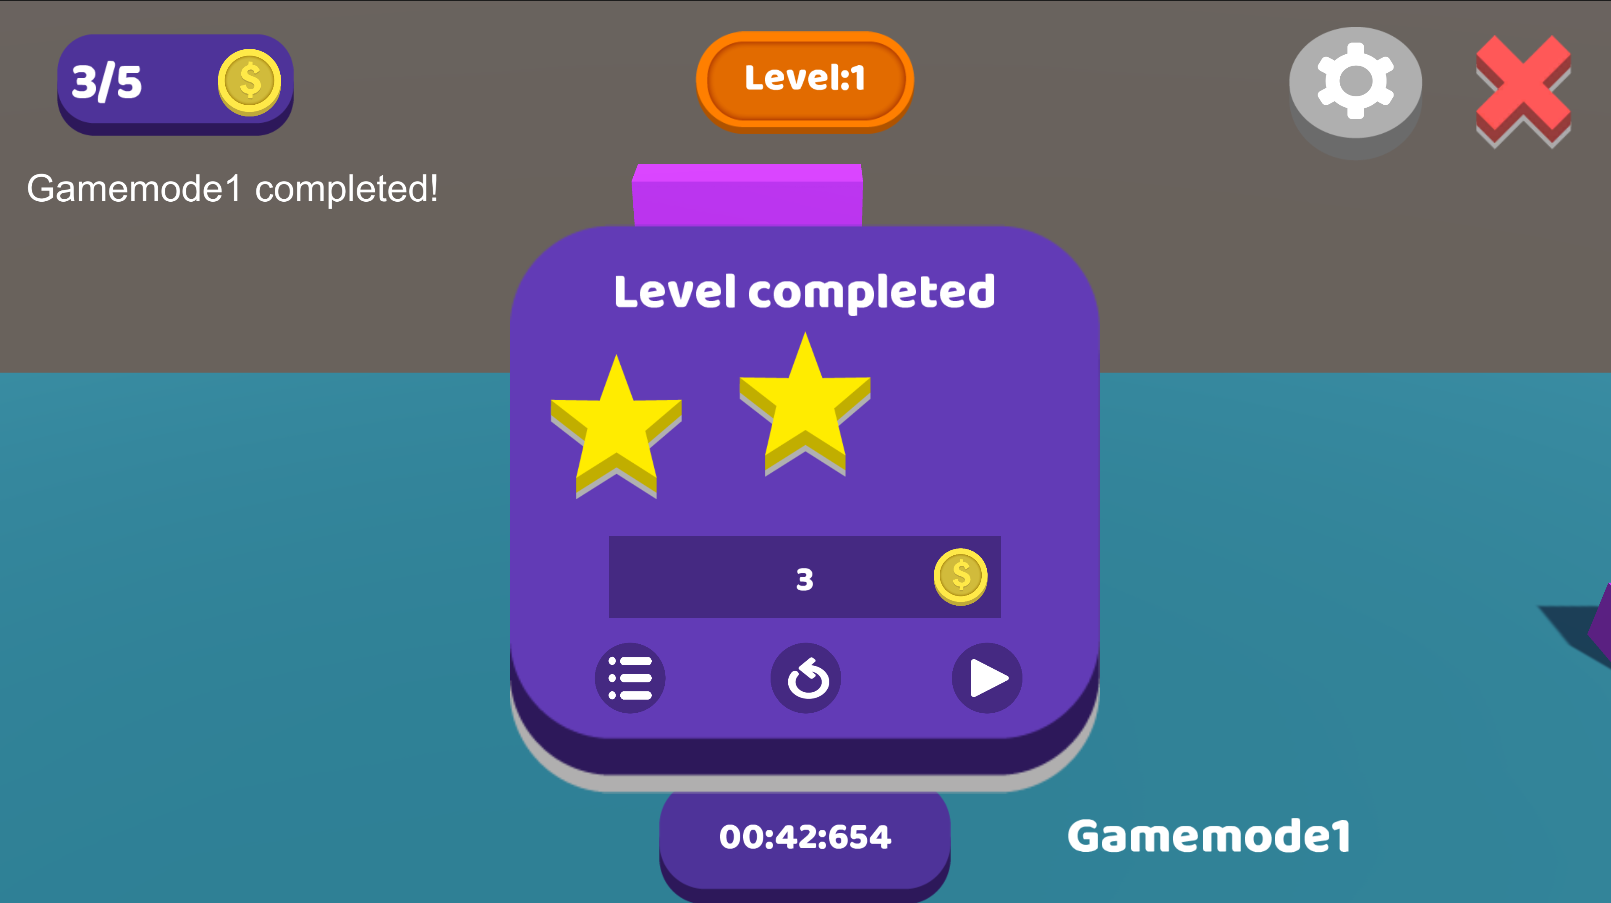 3/5
$
Level:1
Gamemode1 completed!
Level completed
3
$
00:42:654
Gamemode1